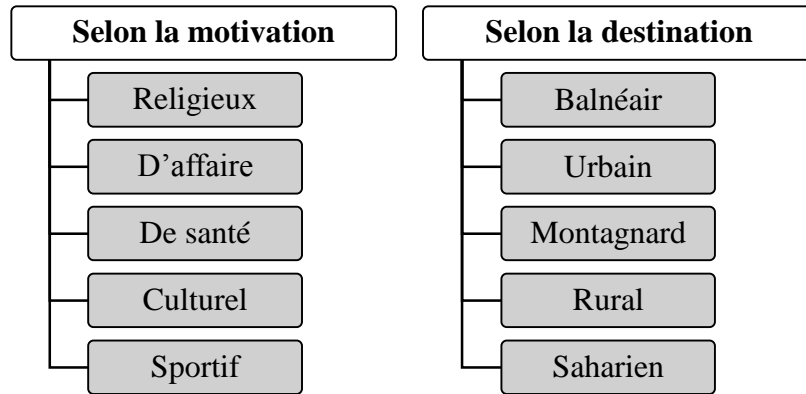 Selon la motivation
Religieux
D'affaire
De santé
Culturel
Sportif
Selon la destination
Balnéair
Urbain
Montagnard
Rural
Saharien